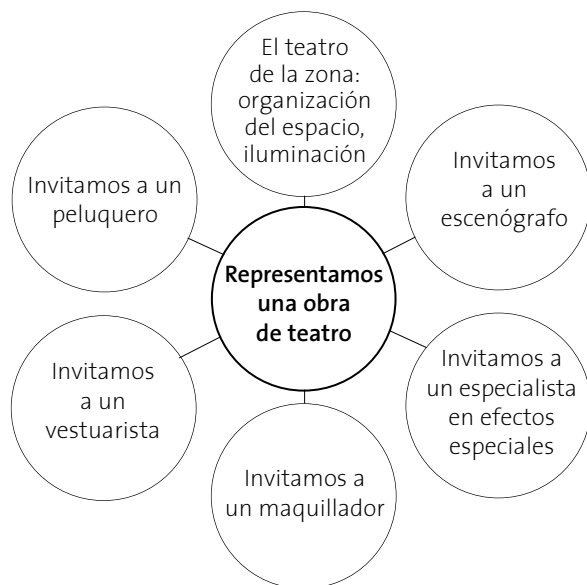 El teatro
de la zona:
organización
del espacio,
iluminación
Invitamos
a un
escenógrafo
Invitamos a
un especialista
en efectos
especiales
Invitamos a
un maquillador
Invitamos
a un
vestuarista
Invitamos a un
peluquero
Representamos
una obra
de teatro